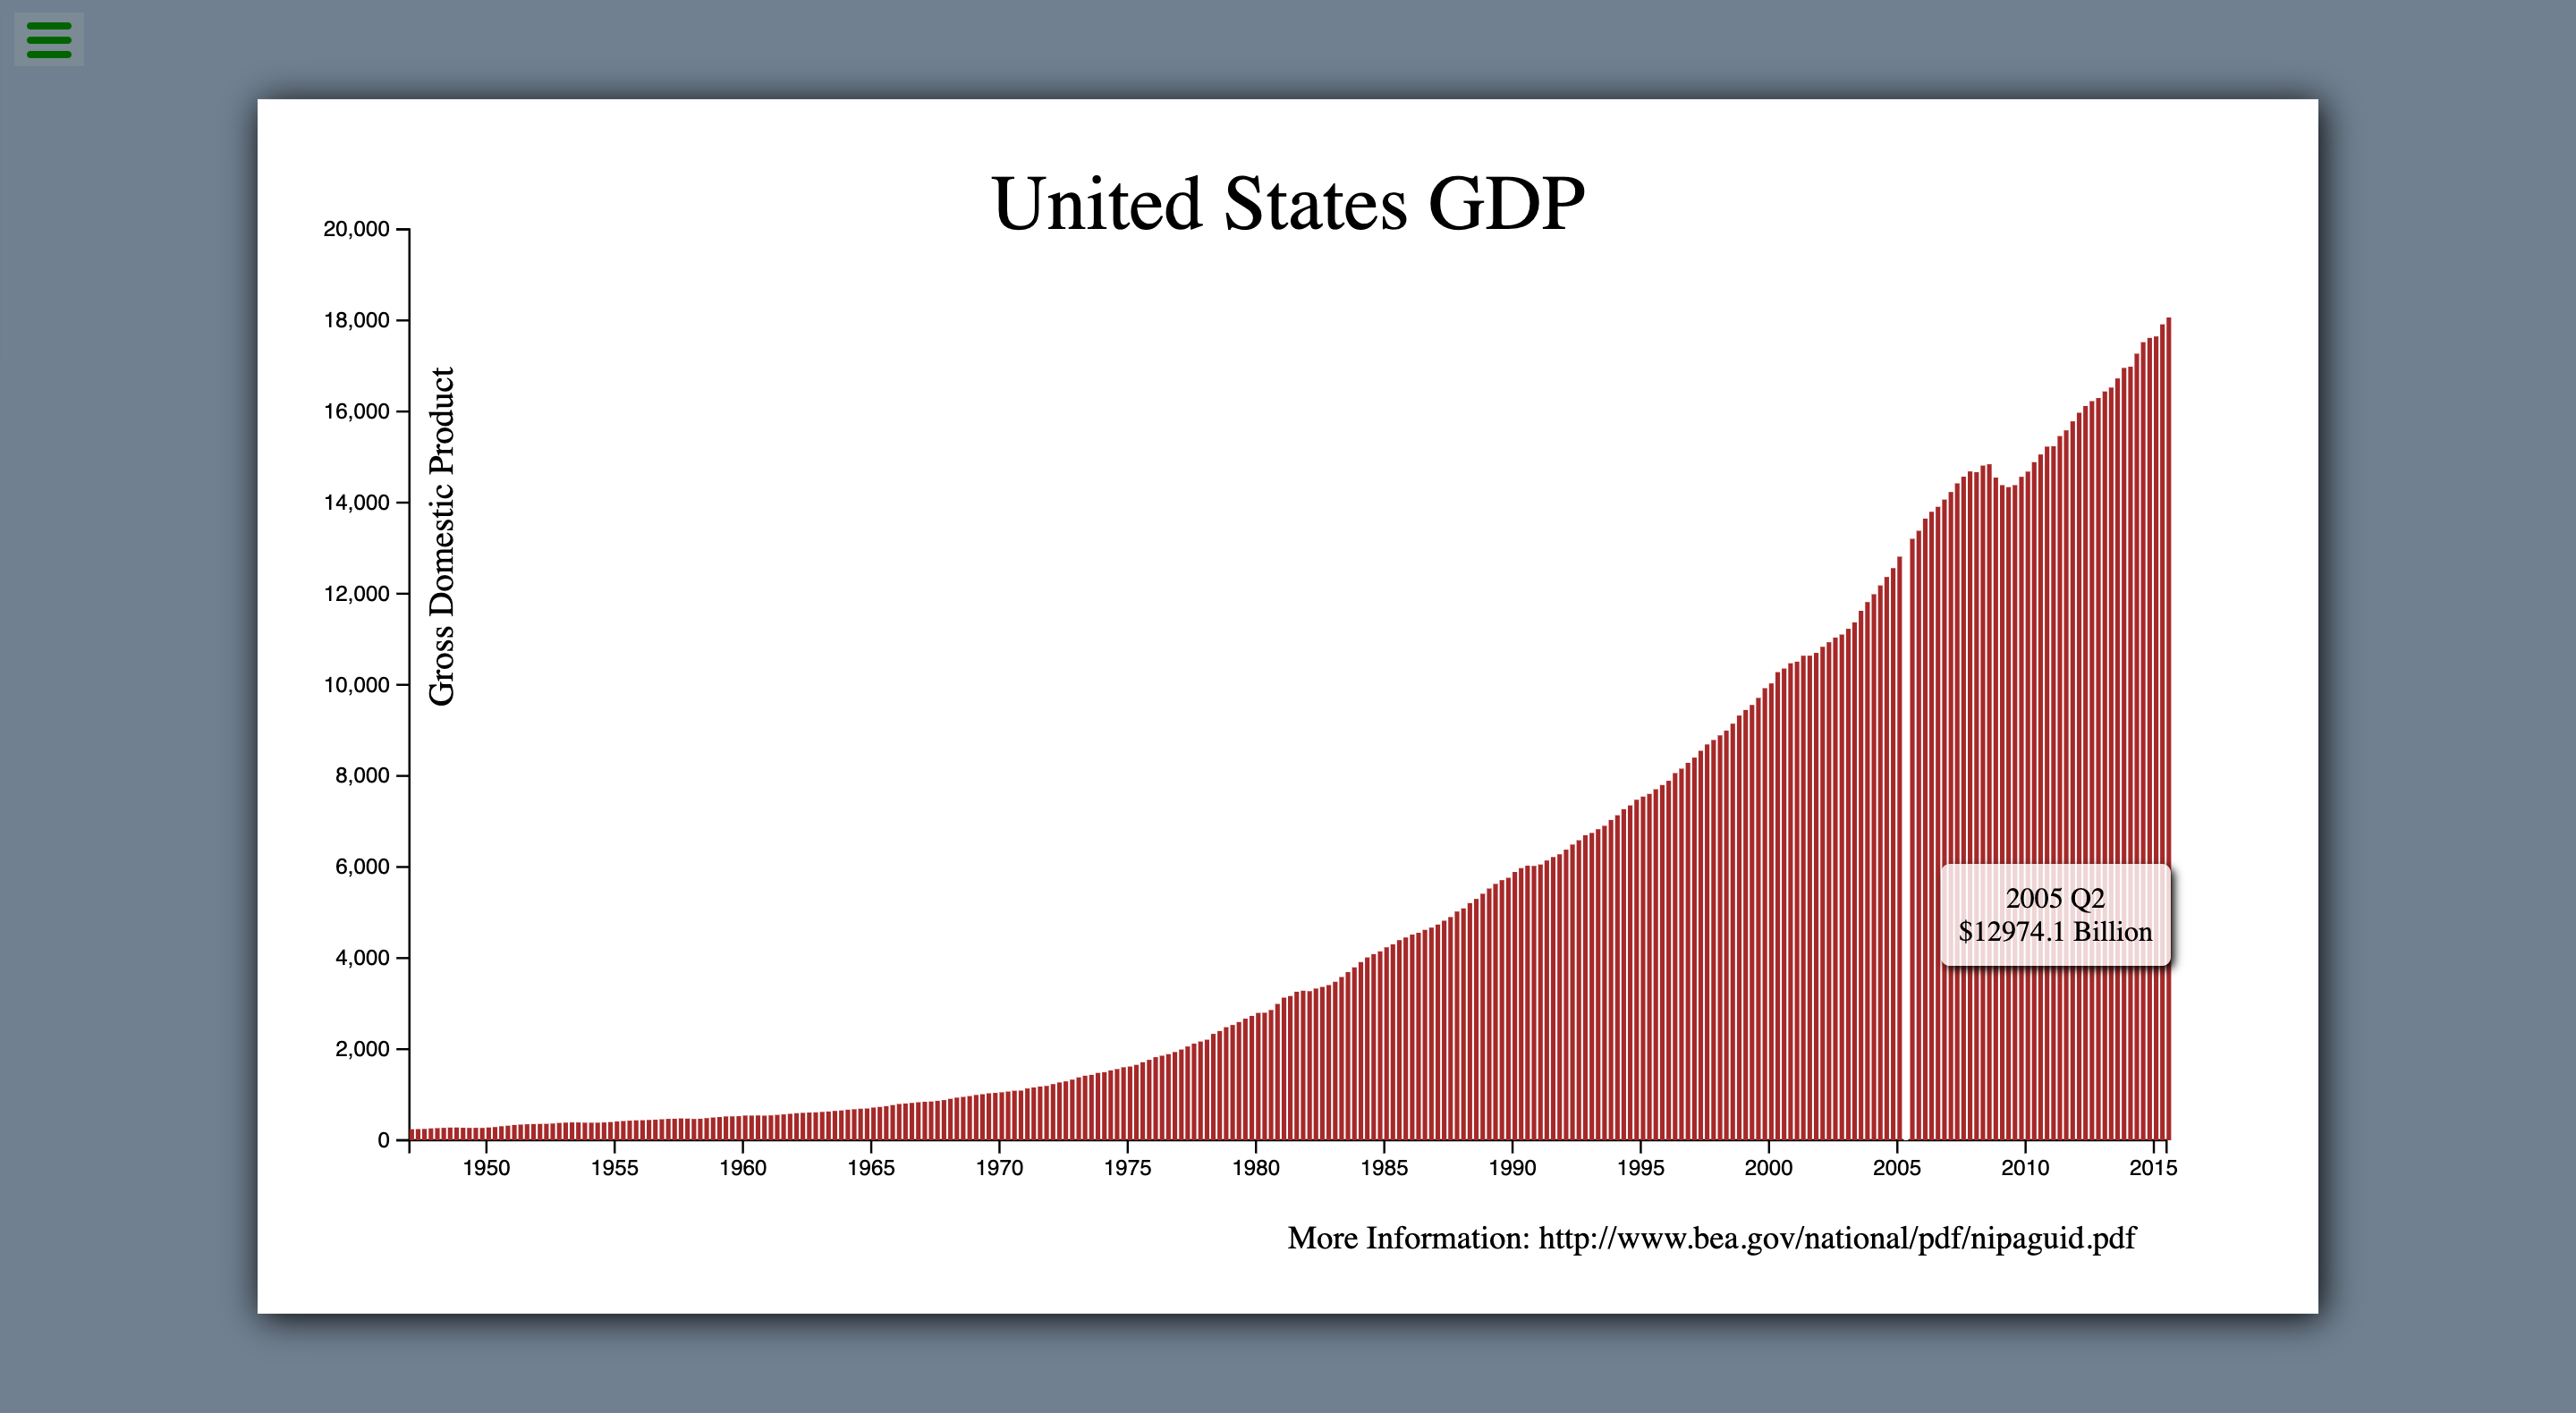 United States GDP
20,000
18,000
16,000
14,000
12,000
10,000
8,000
6,000
4,000
2,000
0
Gross Domestic Product
2005 Q2
$12974.1 Billion
1950 1955 1960 1965 1970 1975 1980 1985 1990 1995 2000 2005 2010 2015
More Information: http://www.bea.gov/national/pdf/nipaguid.pdf